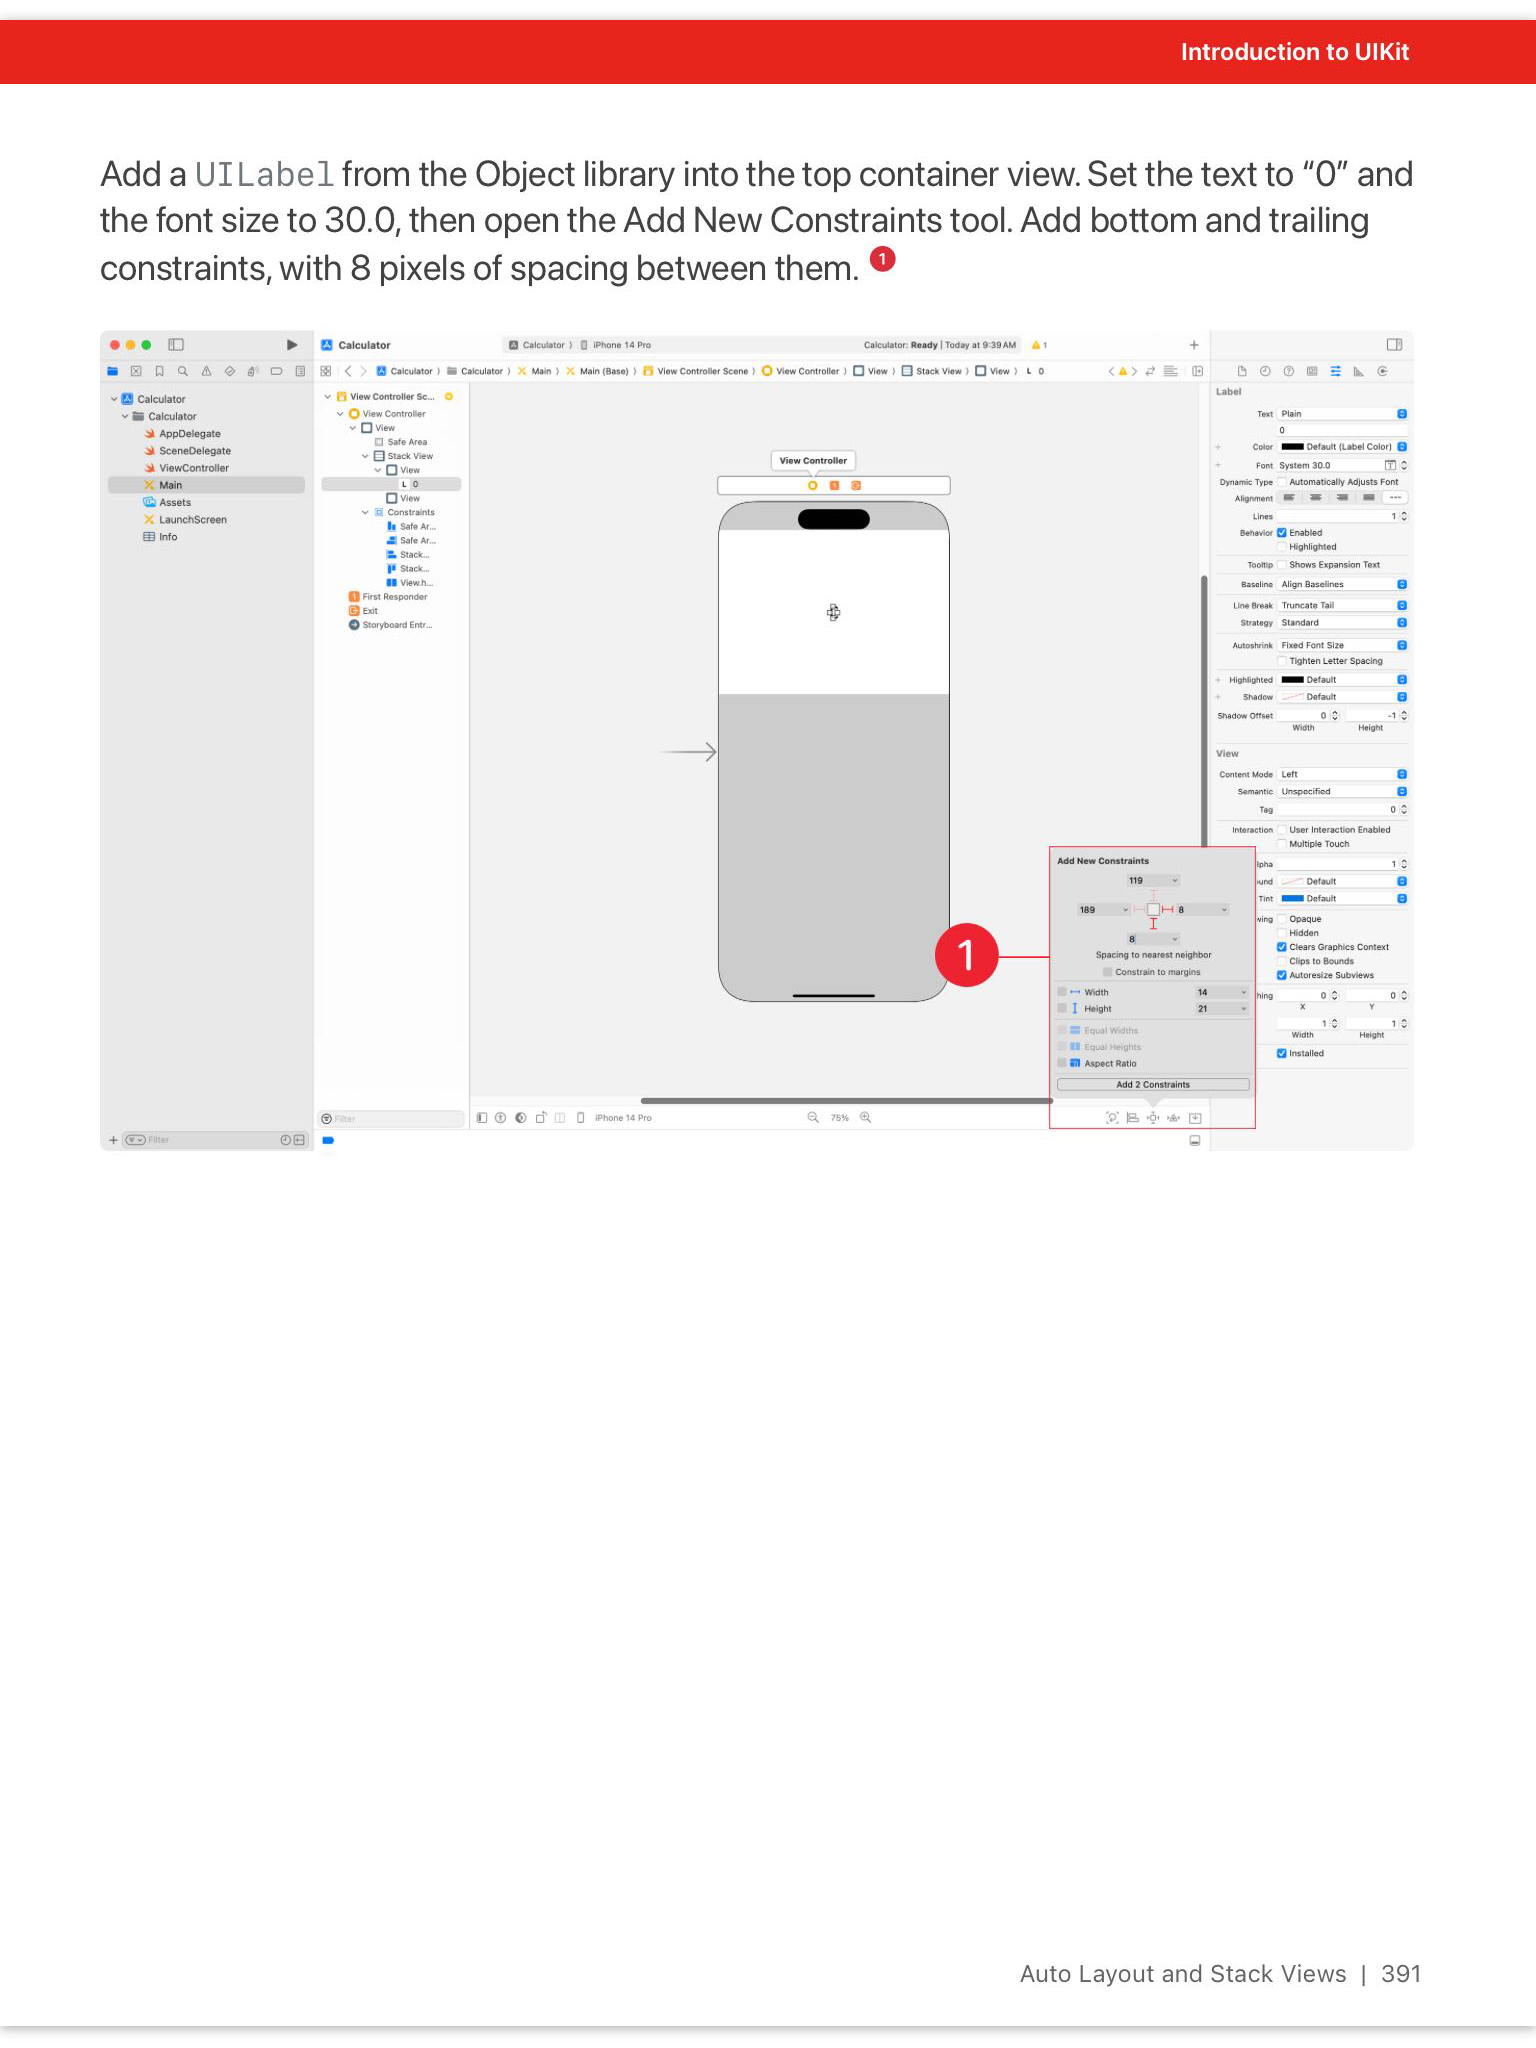 Introduction to UIKit
Add a UILabel from the Object library into the top container view. Set the text to “0” and
the font size to 30.0, then open the Add New Constraints tool. Add bottom and trailing
constraints, with 8 pixels of spacing between them. 1
Calculator
Calculator ⟩ iPhone 14 Pro
Calculator: Ready | Today at 9:39 AM
1
Calculator ⟩ Calculator ⟩ Main ⟩ Main (Base) ⟩ View Controller Scene ⟩ View Controller ⟩ View ⟩ Stack View ⟩ View ⟩ L 0
Calculator
Calculator
AppDelegate
SceneDelegate
ViewController
Main
Assets
LaunchScreen
Info
Filter
View Controller Sc...
View Controller
View
Safe Area
Stack View
View
L 0
View
Constraints
Safe Ar...
Safe Ar...
Stack...
Stack...
View.h...
First Responder
Exit
Storyboard Entr...
Filter
View Controller
iPhone 14 Pro
75%
1
Add New Constraints
119
189
8
8
Spacing to nearest neighbor
Constrain to margins
Width 14
Height 21
Equal Widths
Equal Heights
Aspect Ratio
Add 2 Constraints
Label
Text Plain
0
Color Default (Label Color)
Font System 30.0
Dynamic Type Automatically Adjusts Font
Alignment
Lines 1
Behavior Enabled
Highlighted
Tooltip Shows Expansion Text
Baseline Align Baselines
Line Break Truncate Tail
Strategy Standard
Autoshrink Fixed Font Size
Tighten Letter Spacing
Highlighted Default
Shadow Default
Shadow Offset 0 -1
Width Height
View
Content Mode Left
Semantic Unspecified
Tag 0
Interaction User Interaction Enabled
Multiple Touch
lpha 1
und Default
Tint Default
wing Opaque
Hidden
Clears Graphics Context
Clips to Bounds
Autoresize Subviews
hing 0 0
X Y
1 1
Width Height
Installed
Auto Layout and Stack Views | 391